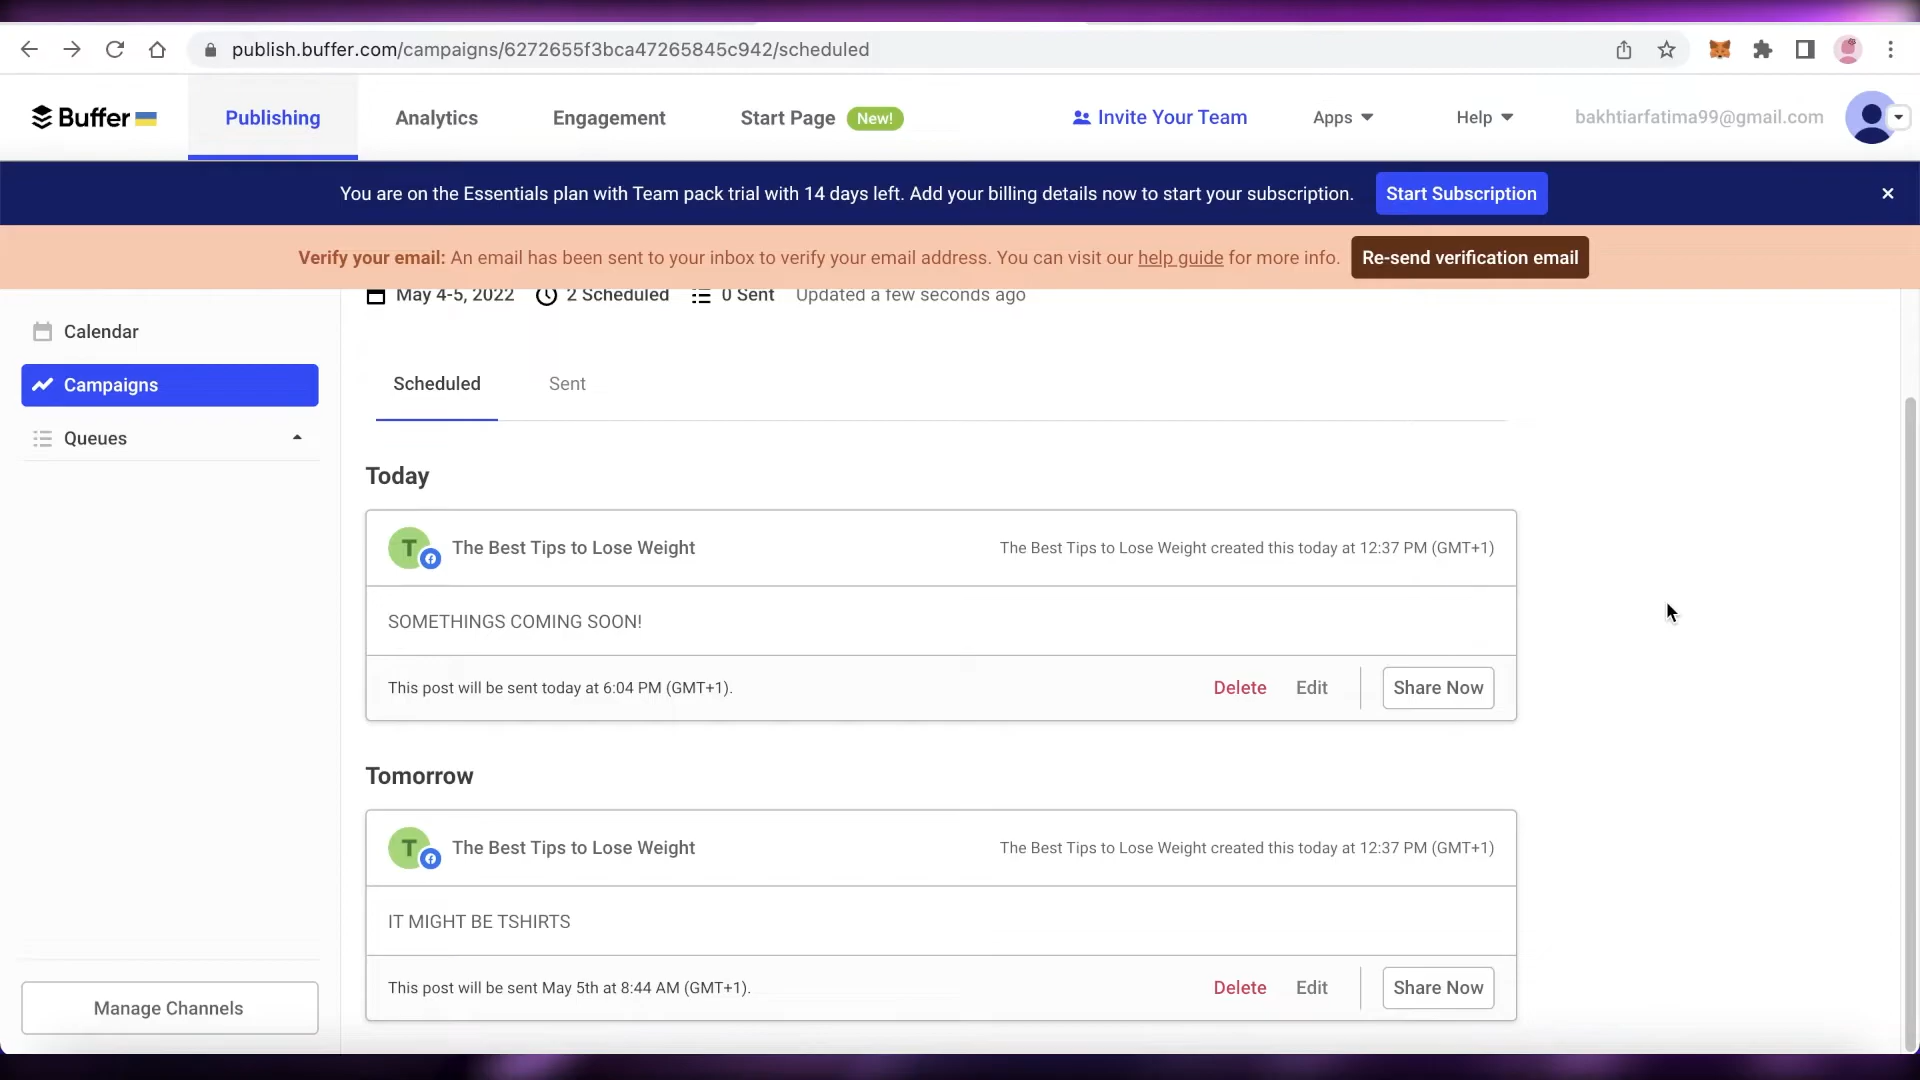 publish.buffer.com/campaigns/6272655f3bca47265845c942/scheduled
Buffer
Publishing
Analytics
Engagement
Start Page New!
Invite Your Team
Apps
Help
bakhtiarfatima99@gmail.com
You are on the Essentials plan with Team pack trial with 14 days left. Add your billing details now to start your subscription. Start Subscription
Verify your email: An email has been sent to your inbox to verify your email address. You can visit our help guide for more info. Re-send verification email
May 4-5, 2022 2 Scheduled 0 Sent Updated a few seconds ago
Calendar
Campaigns
Queues
Manage Channels
Scheduled Sent
Today
T The Best Tips to Lose Weight The Best Tips to Lose Weight created this today at 12:37 PM (GMT+1)
SOMETHINGS COMING SOON!
This post will be sent today at 6:04 PM (GMT+1). Delete Edit Share Now
Tomorrow
T The Best Tips to Lose Weight The Best Tips to Lose Weight created this today at 12:37 PM (GMT+1)
IT MIGHT BE TSHIRTS
This post will be sent May 5th at 8:44 AM (GMT+1). Delete Edit Share Now